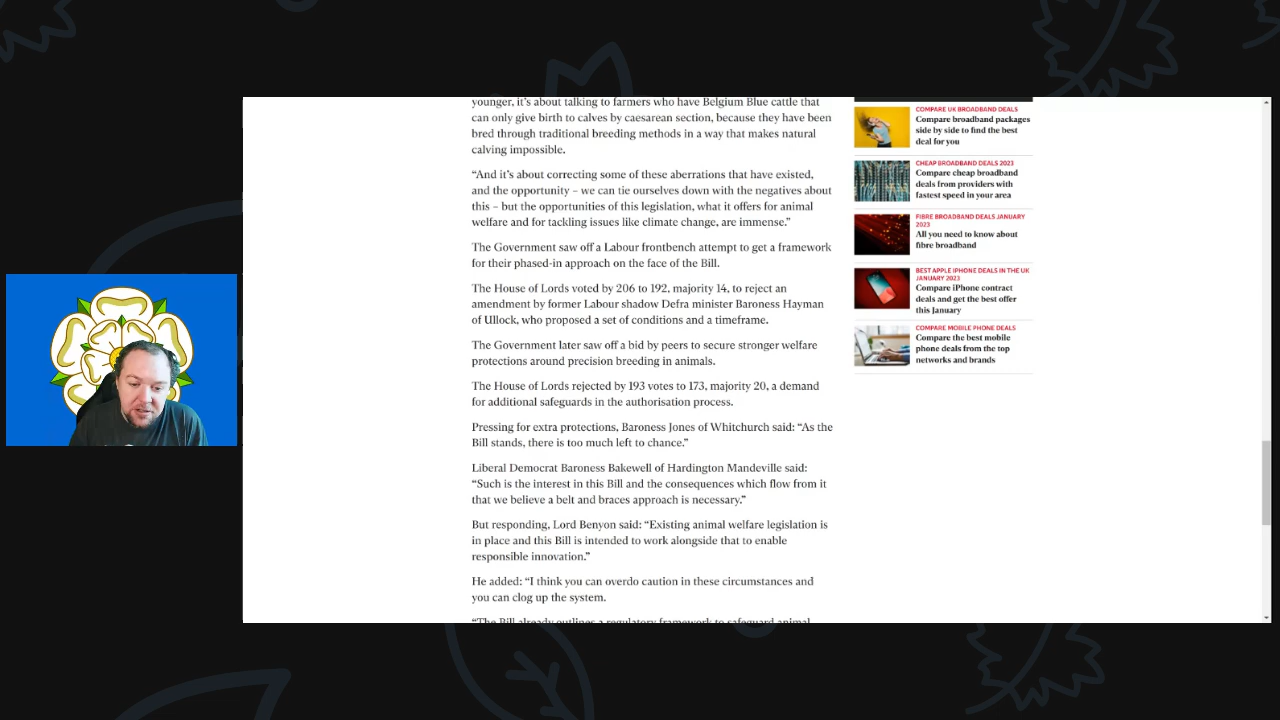 younger, it's about talking to farmers who have Belgium Blue cattle that
can only give birth to calves by caesarean section, because they have been
bred through traditional breeding methods in a way that makes natural
calving impossible.
“And it's about correcting some of these aberrations that have existed,
and the opportunity – we can tie ourselves down with the negatives about
this – but the opportunities of this legislation, what it offers for animal
welfare and for tackling issues like climate change, are immense.”
The Government saw off a Labour frontbench attempt to get a framework
for their phased-in approach on the face of the Bill.
The House of Lords voted by 206 to 192, majority 14, to reject an
amendment by former Labour shadow Defra minister Baroness Hayman
of Ullock, who proposed a set of conditions and a timeframe.
The Government later saw off a bid by peers to secure stronger welfare
protections around precision breeding in animals.
The House of Lords rejected by 193 votes to 173, majority 20, a demand
for additional safeguards in the authorisation process.
Pressing for extra protections, Baroness Jones of Whitchurch said: “As the
Bill stands, there is too much left to chance.”
Liberal Democrat Baroness Bakewell of Hardington Mandeville said:
“Such is the interest in this Bill and the consequences which flow from it
that we believe a belt and braces approach is necessary.”
But responding, Lord Benyon said: “Existing animal welfare legislation is
in place and this Bill is intended to work alongside that to enable
responsible innovation.”
He added: “I think you can overdo caution in these circumstances and
you can clog up the system.
“The Bill already outlines a regulatory framework to safeguard animal
COMPARE UK BROADBAND DEALS
Compare broadband packages
side by side to find the best
deal for you
CHEAP BROADBAND DEALS 2023
Compare cheap broadband
deals from providers with
fastest speed in your area
FIBRE BROADBAND DEALS JANUARY
2023
All you need to know about
fibre broadband
BEST APPLE IPHONE DEALS IN THE UK
JANUARY 2023
Compare iPhone contract
deals and get the best offer
this January
COMPARE MOBILE PHONE DEALS
Compare the best mobile
phone deals from the top
networks and brands